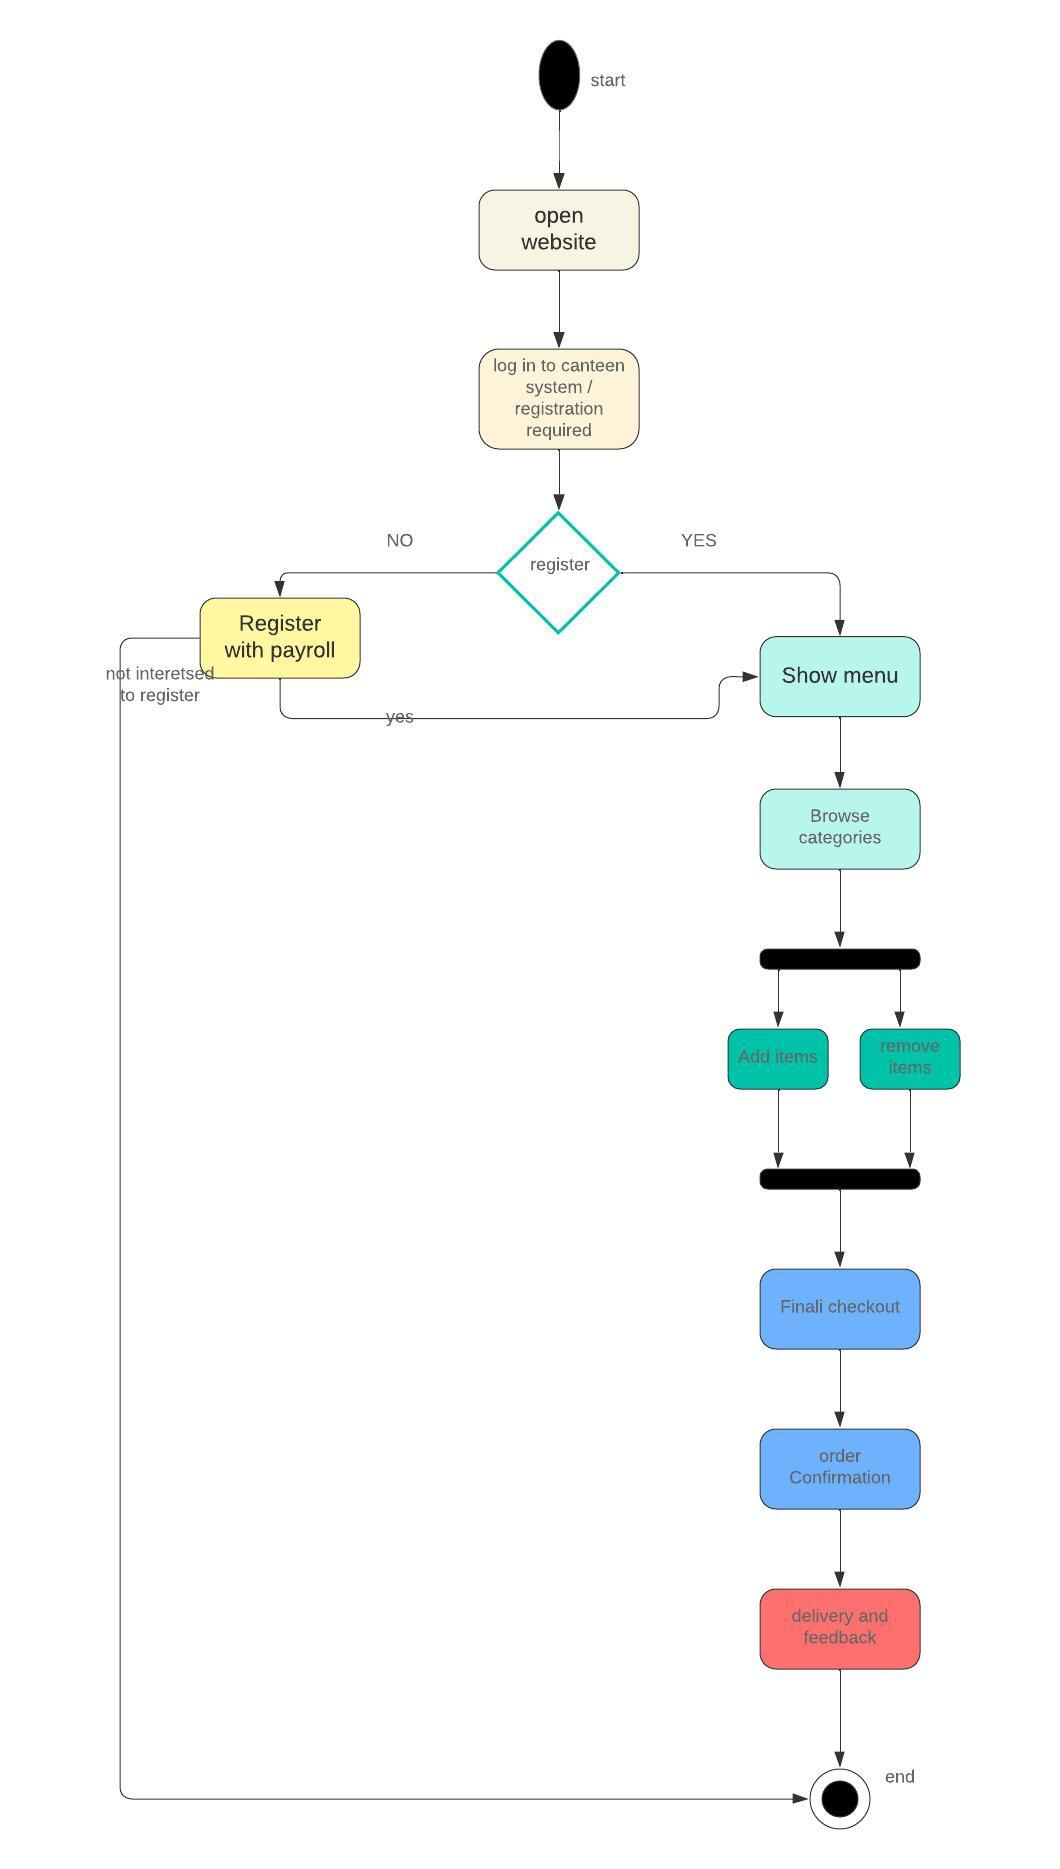 start
open
website
log in to canteen
system /
registration
required
NO
register
YES
Register
with payroll
not interetsed
to register
yes
Show menu
Browse
categories
Add items
remove
items
Finali checkout
order
Confirmation
delivery and
feedback
end